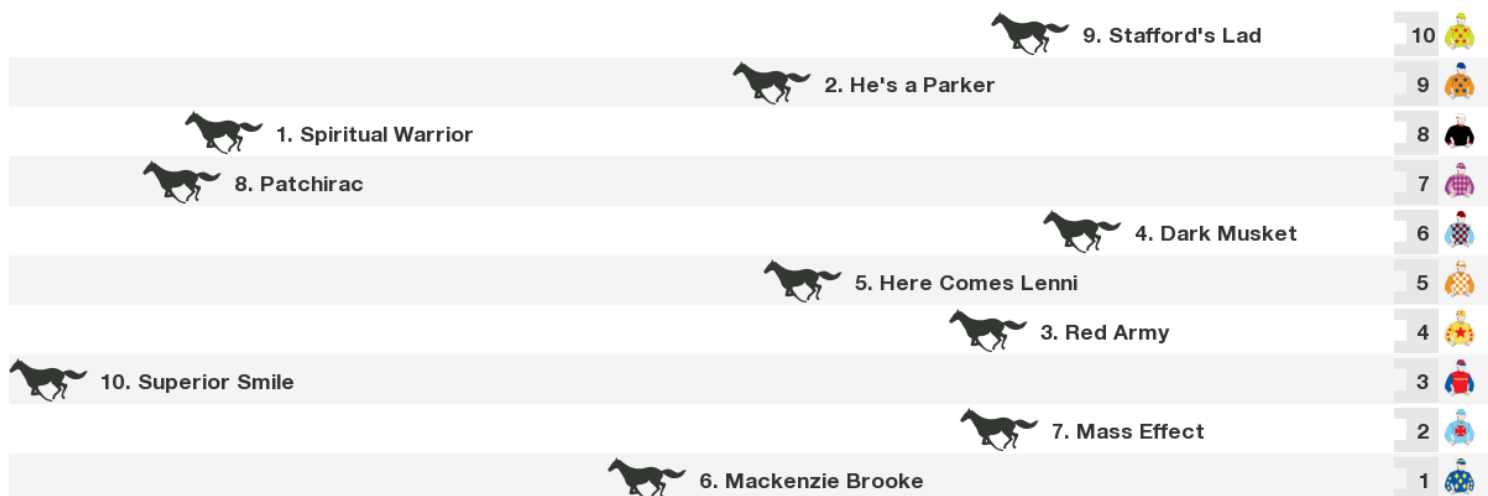 9. Stafford's Lad 10
2. He's a Parker 9
1. Spiritual Warrior 8
8. Patchirac 7
4. Dark Musket 6
5. Here Comes Lenni 5
3. Red Army 4
10. Superior Smile 3
7. Mass Effect 2
6. Mackenzie Brooke 1